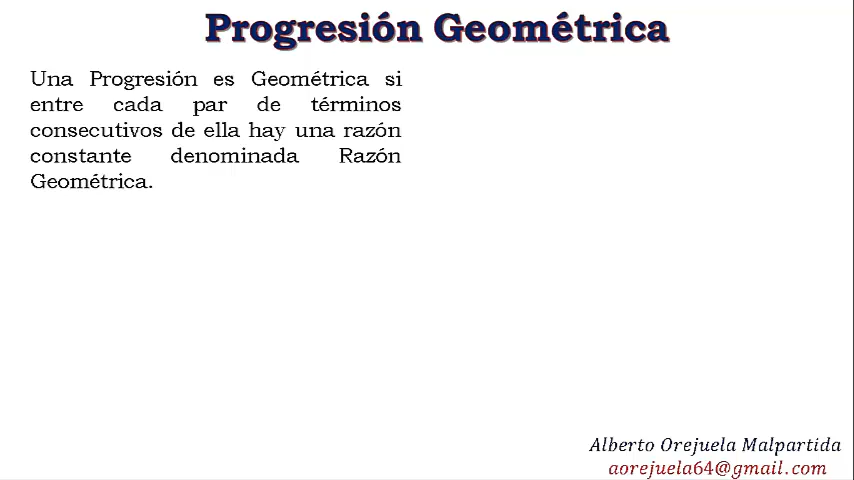 Progresión Geométrica
Una Progresión es Geométrica si
entre cada par de términos
consecutivos de ella hay una razón
constante denominada Razón
Geométrica.
Alberto Orejuela Malpartida
aorejuela64@gmail.com